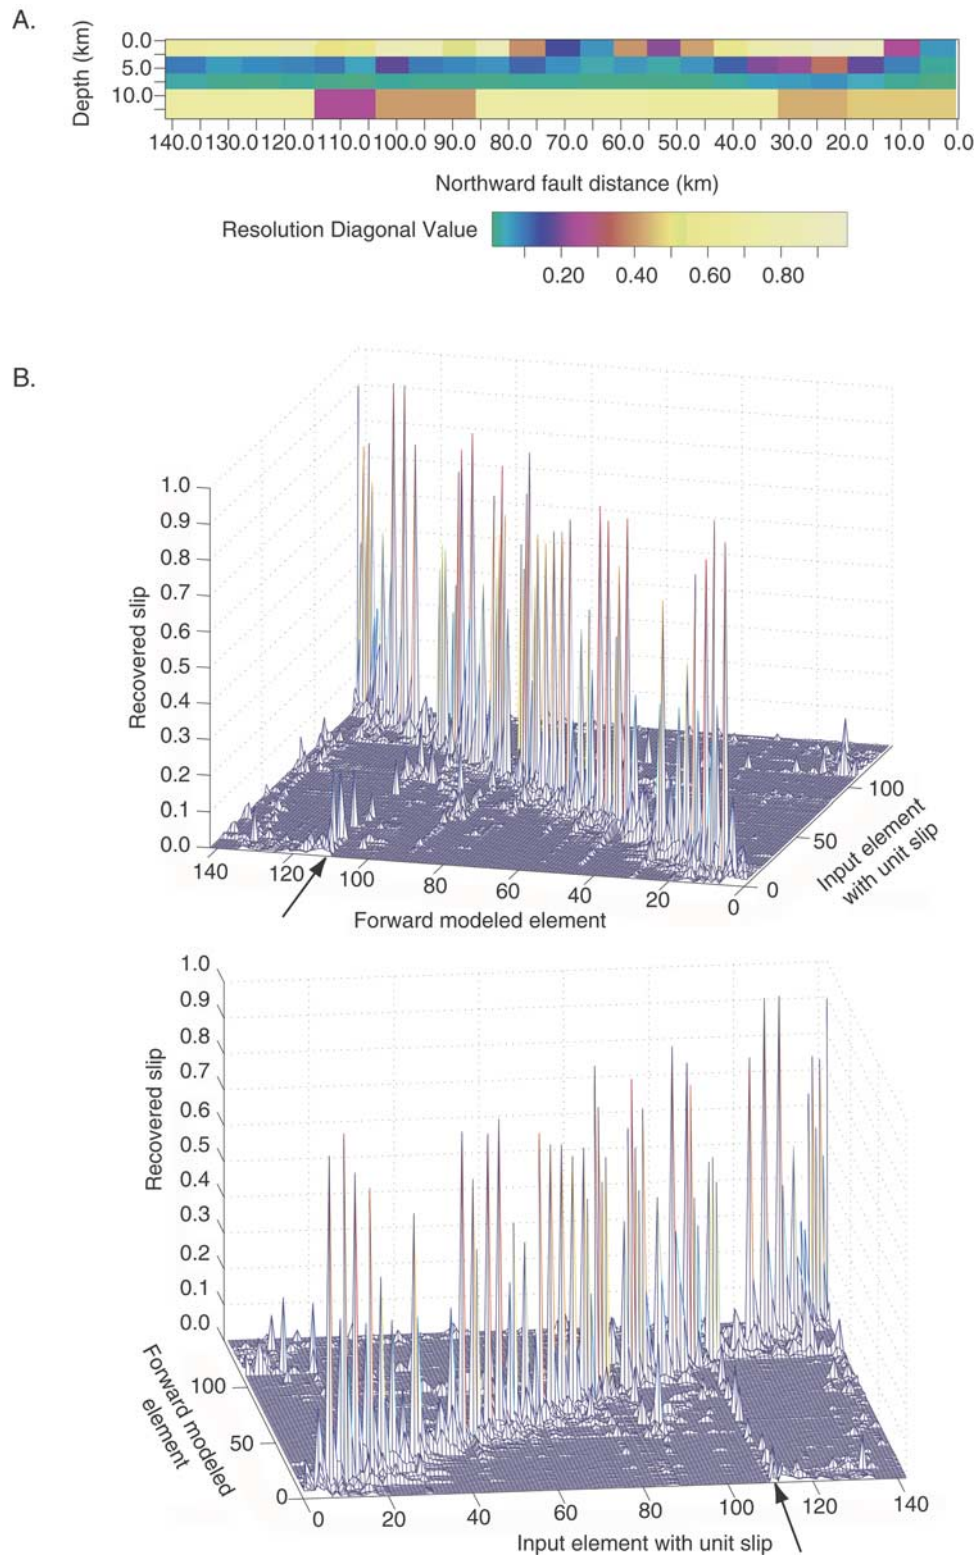 A.
Depth (km)
0.0
5.0
10.0
140.0 130.0 120.0 110.0 100.0 90.0 80.0 70.0 60.0 50.0 40.0 30.0 20.0 10.0 0.0
Northward fault distance (km)
Resolution Diagonal Value
0.20 0.40 0.60 0.80
B.
Recovered slip
1.0
0.9
0.8
0.7
0.6
0.5
0.4
0.3
0.2
0.1
0.0
140 120 100 80 60 40 20 0
Forward modeled element
0 50 100
Input element
with unit slip
Recovered slip
1.0
0.9
0.8
0.7
0.6
0.5
0.4
0.3
0.2
0.1
0.0
100
50
0
Forward modeled
element
0 20 40 60 80 100 120 140
Input element with unit slip